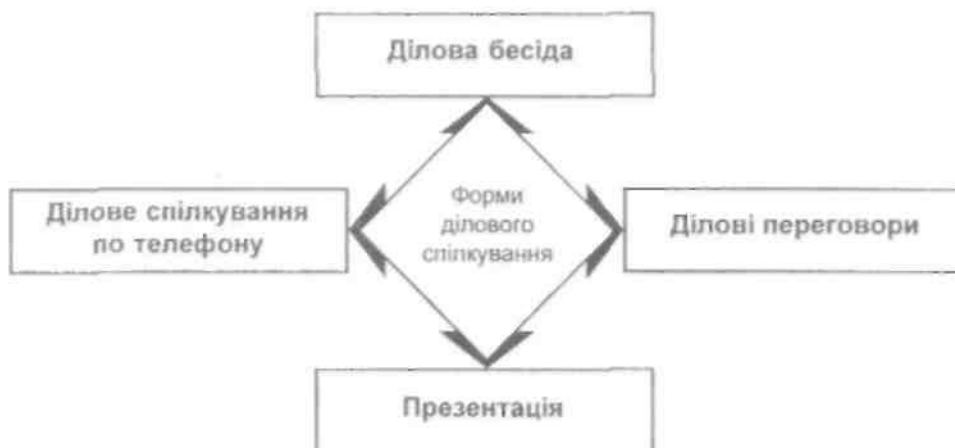 Ділова бесіда
Ділове спілкування
по телефону
Форми
ділового
спілкування
Ділові переговори
Презентація